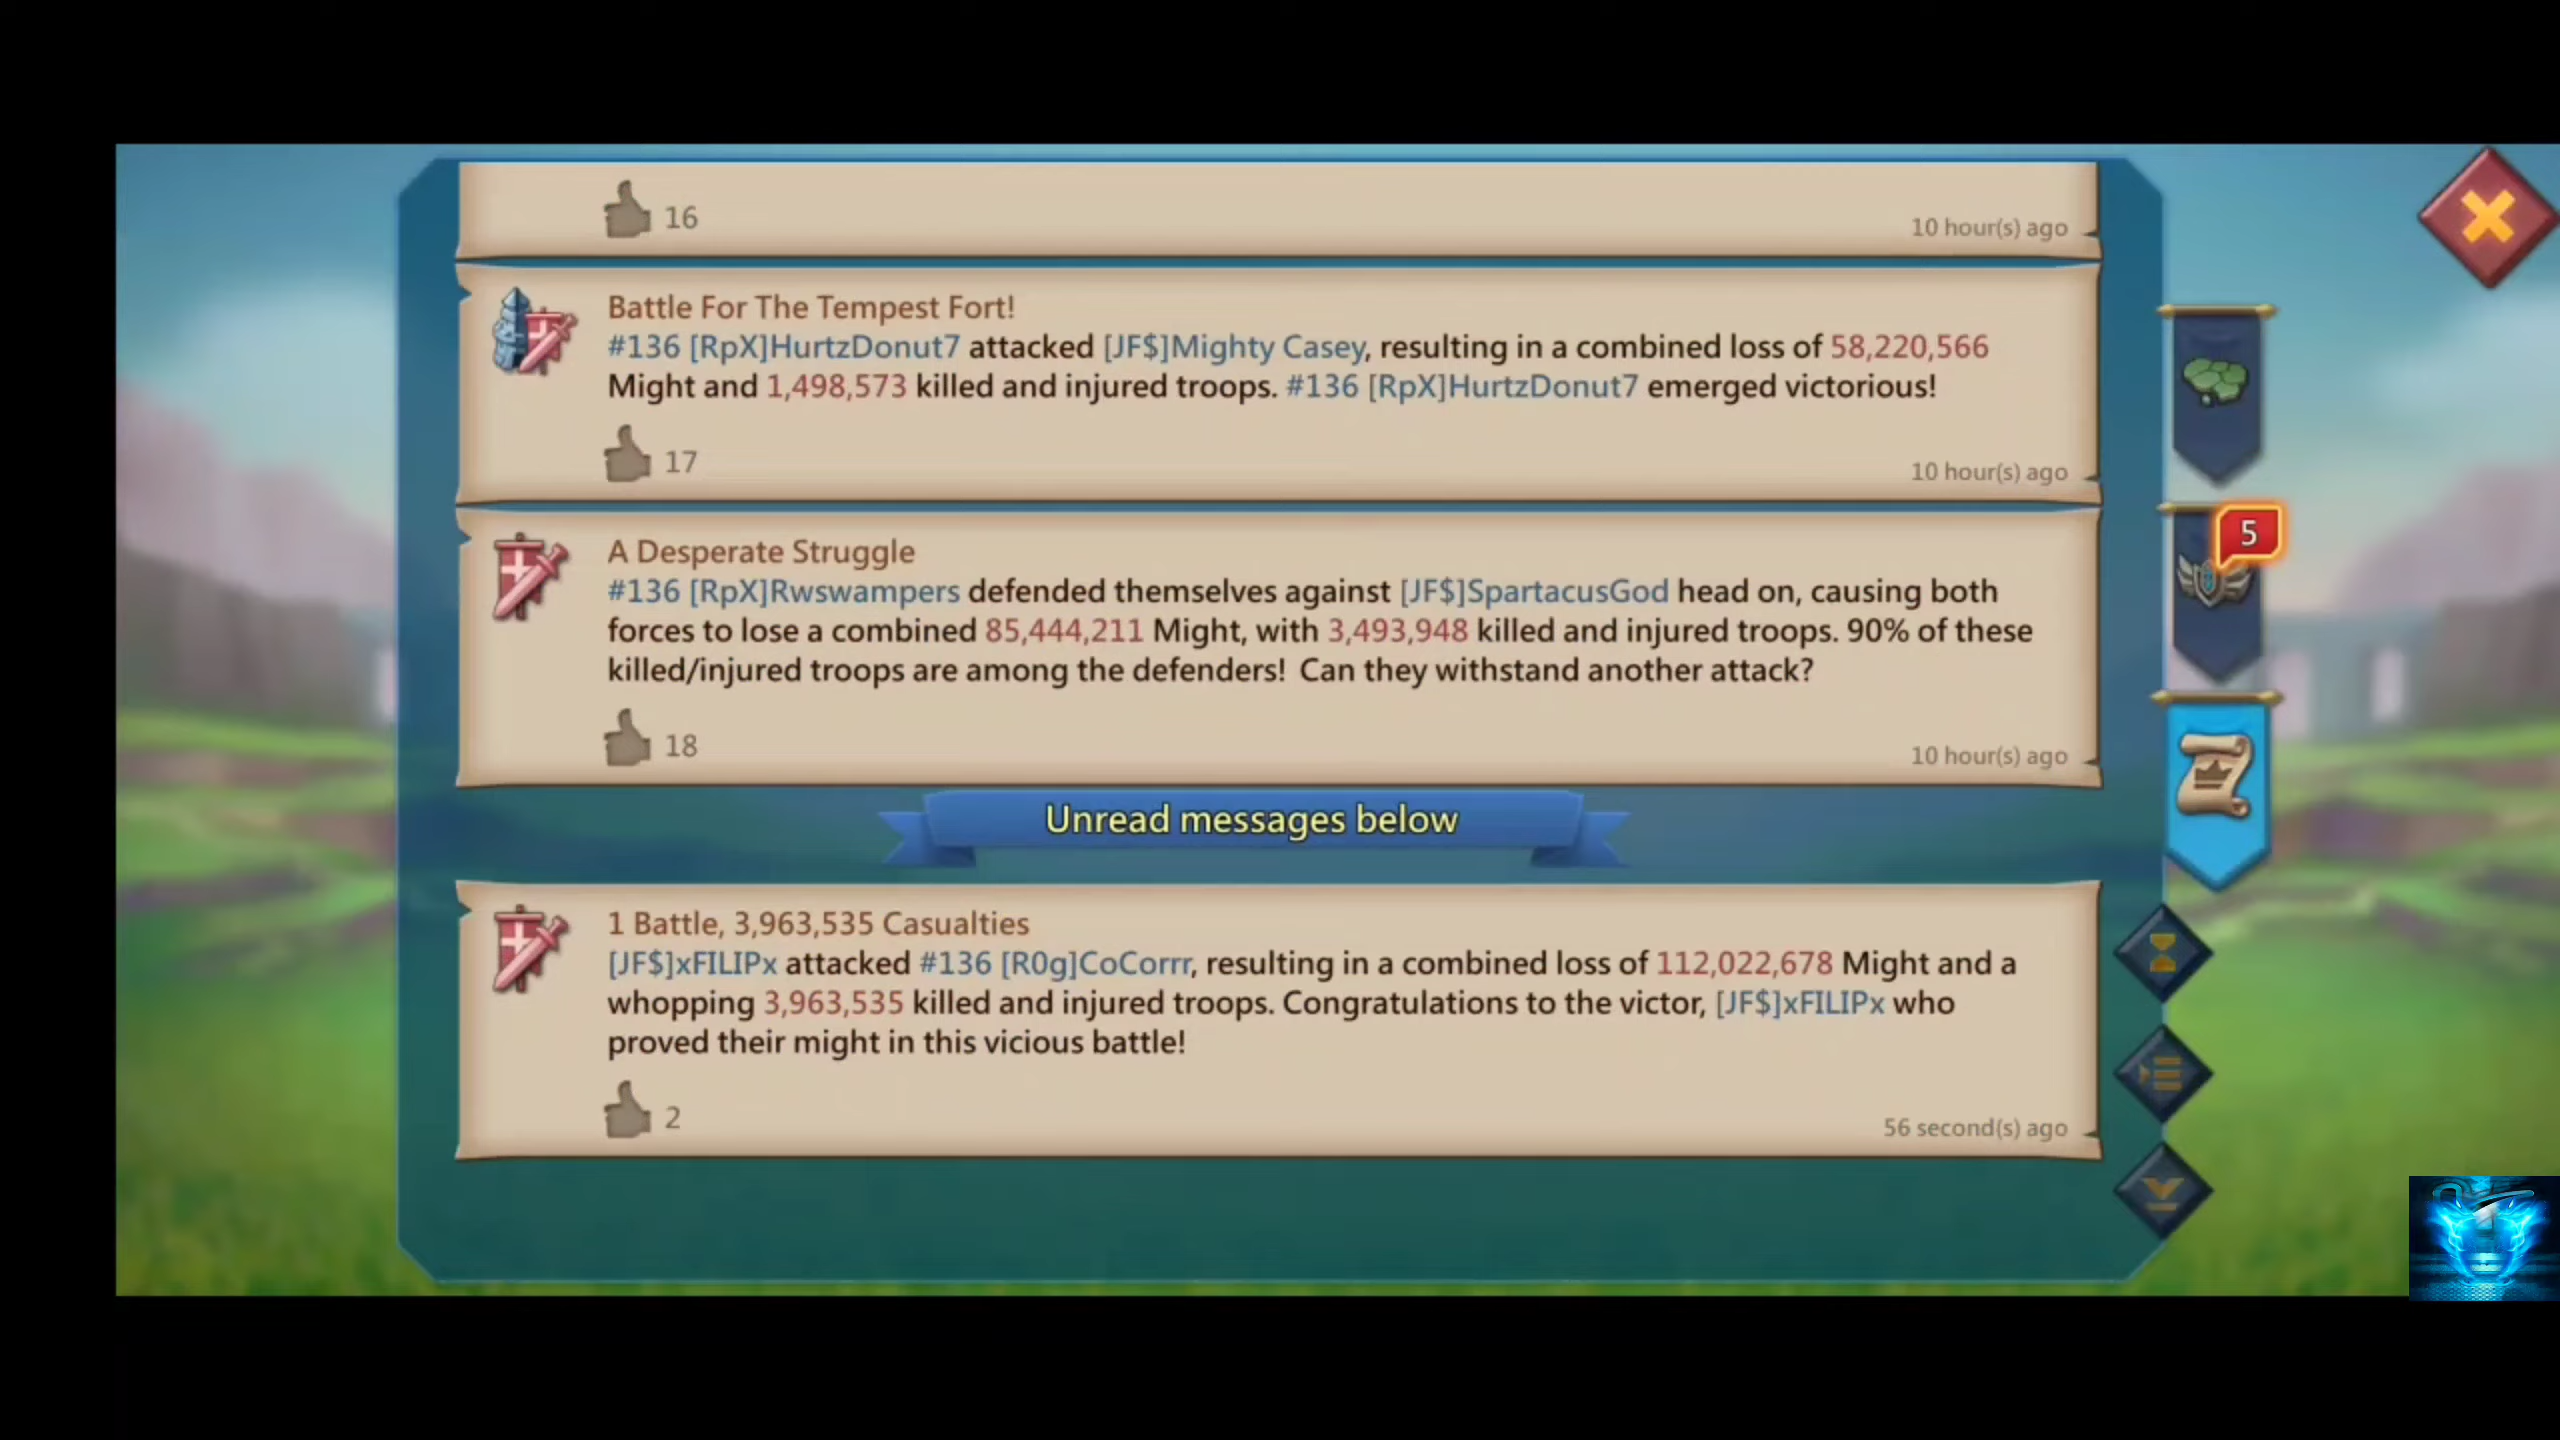 16
10 hour(s) ago
Battle For The Tempest Fort!
#136 [RpX]HurtzDonut7 attacked [JF$]Mighty Casey, resulting in a combined loss of 58,220,566
Might and 1,498,573 killed and injured troops. #136 [RpX]HurtzDonut7 emerged victorious!
17
10 hour(s) ago
5
A Desperate Struggle
#136 [RpX]Rwswampers defended themselves against [JF$]SpartacusGod head on, causing both
forces to lose a combined 85,444,211 Might, with 3,493,948 killed and injured troops. 90% of these
killed/injured troops are among the defenders! Can they withstand another attack?
18
10 hour(s) ago
Unread messages below
1 Battle, 3,963,535 Casualties
[JF$]xFILIPx attacked #136 [R0g]CoCorrr, resulting in a combined loss of 112,022,678 Might and a
whopping 3,963,535 killed and injured troops. Congratulations to the victor, [JF$]xFILIPx who
proved their might in this vicious battle!
2
56 second(s) ago